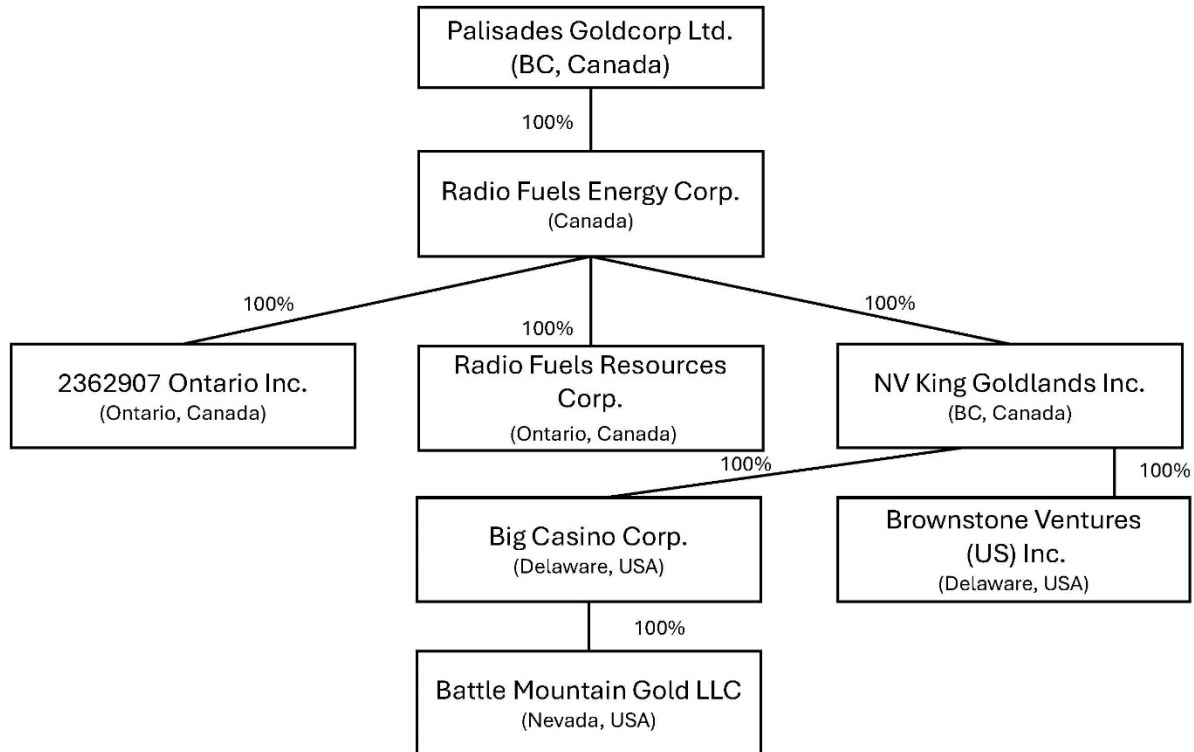 Palisades Goldcorp Ltd.
(BC, Canada)
100%
Radio Fuels Energy Corp.
(Canada)
100%
100%
100%
2362907 Ontario Inc.
(Ontario, Canada)
Radio Fuels Resources
Corp.
(Ontario, Canada)
NV King Goldlands Inc.
(BC, Canada)
100%
100%
Big Casino Corp.
(Delaware, USA)
Brownstone Ventures
(US) Inc.
(Delaware, USA)
100%
Battle Mountain Gold LLC
(Nevada, USA)